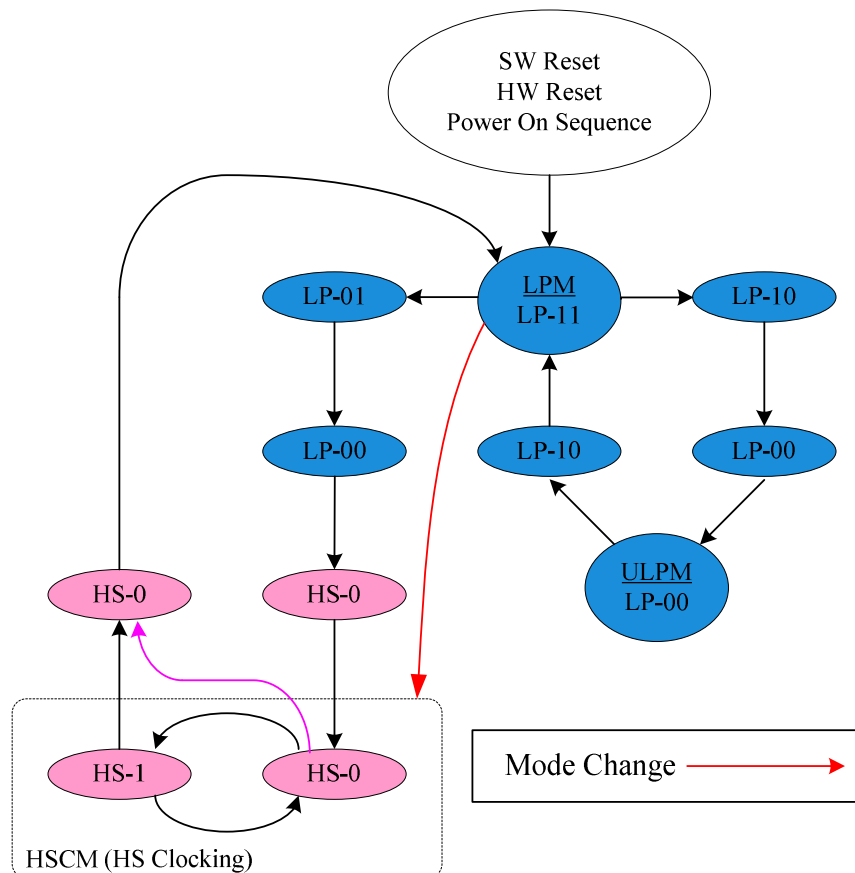 SW Reset
HW Reset
Power On Sequence
LP-01
LPM
LP-11
LP-10
LP-00
LP-10
LP-00
ULPM
LP-00
HS-0
HS-0
HS-1
HS-0
Mode Change
HSCM (HS Clocking)